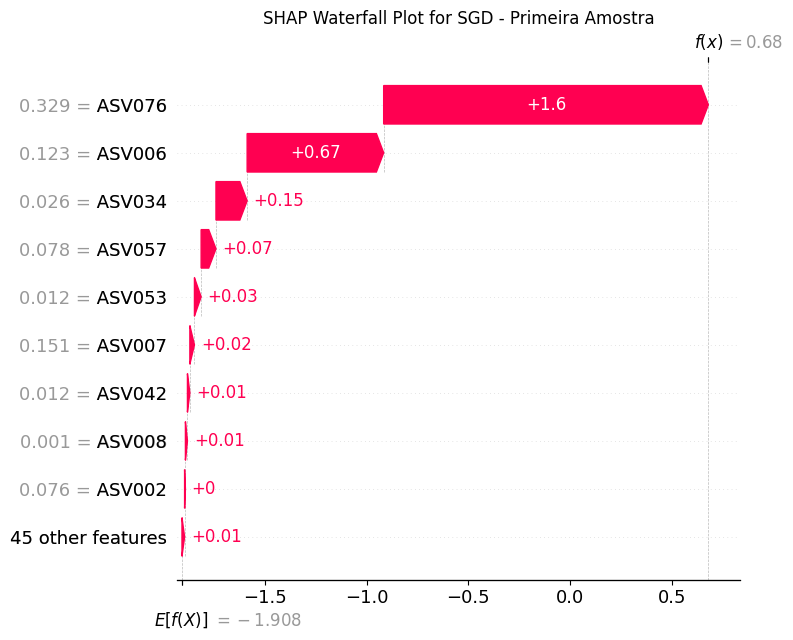 SHAP Waterfall Plot for SGD - Primeira Amostra
f(x) = 0.68
0.329 = ASV076 +1.6
0.123 = ASV006 +0.67
0.026 = ASV034 +0.15
0.078 = ASV057 +0.07
0.012 = ASV053 +0.03
0.151 = ASV007 +0.02
0.012 = ASV042 +0.01
0.001 = ASV008 +0.01
0.076 = ASV002 +0
45 other features +0.01
−1.5 −1.0 −0.5 0.0 0.5
E[f(X)] = −1.908